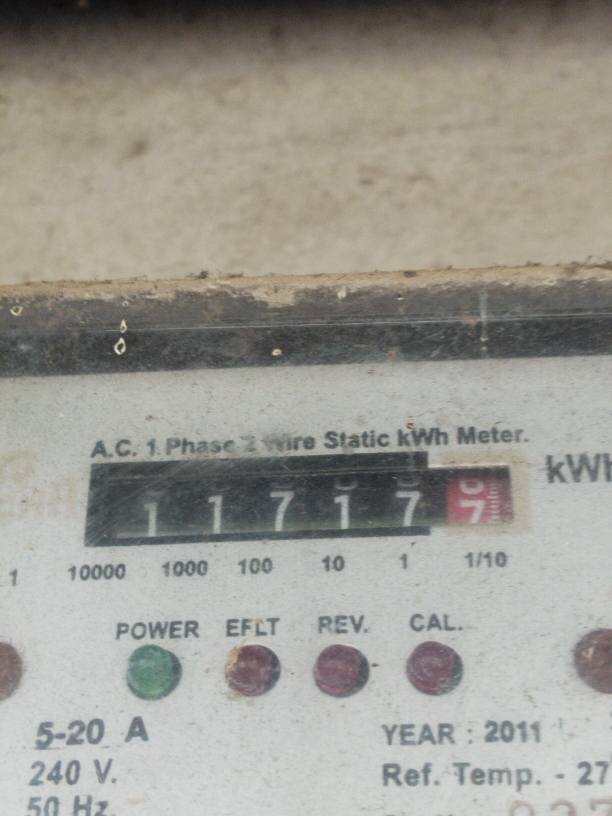 A.C. 1 Phase 2 Wire Static kWh Meter.
1 1 7 1 7 7 kWh
1 10000 1000 100 10 1 1/10
POWER EFLT REV. CAL.
5-20 A YEAR : 2011
240 V. Ref. Temp. - 27
50 Hz.